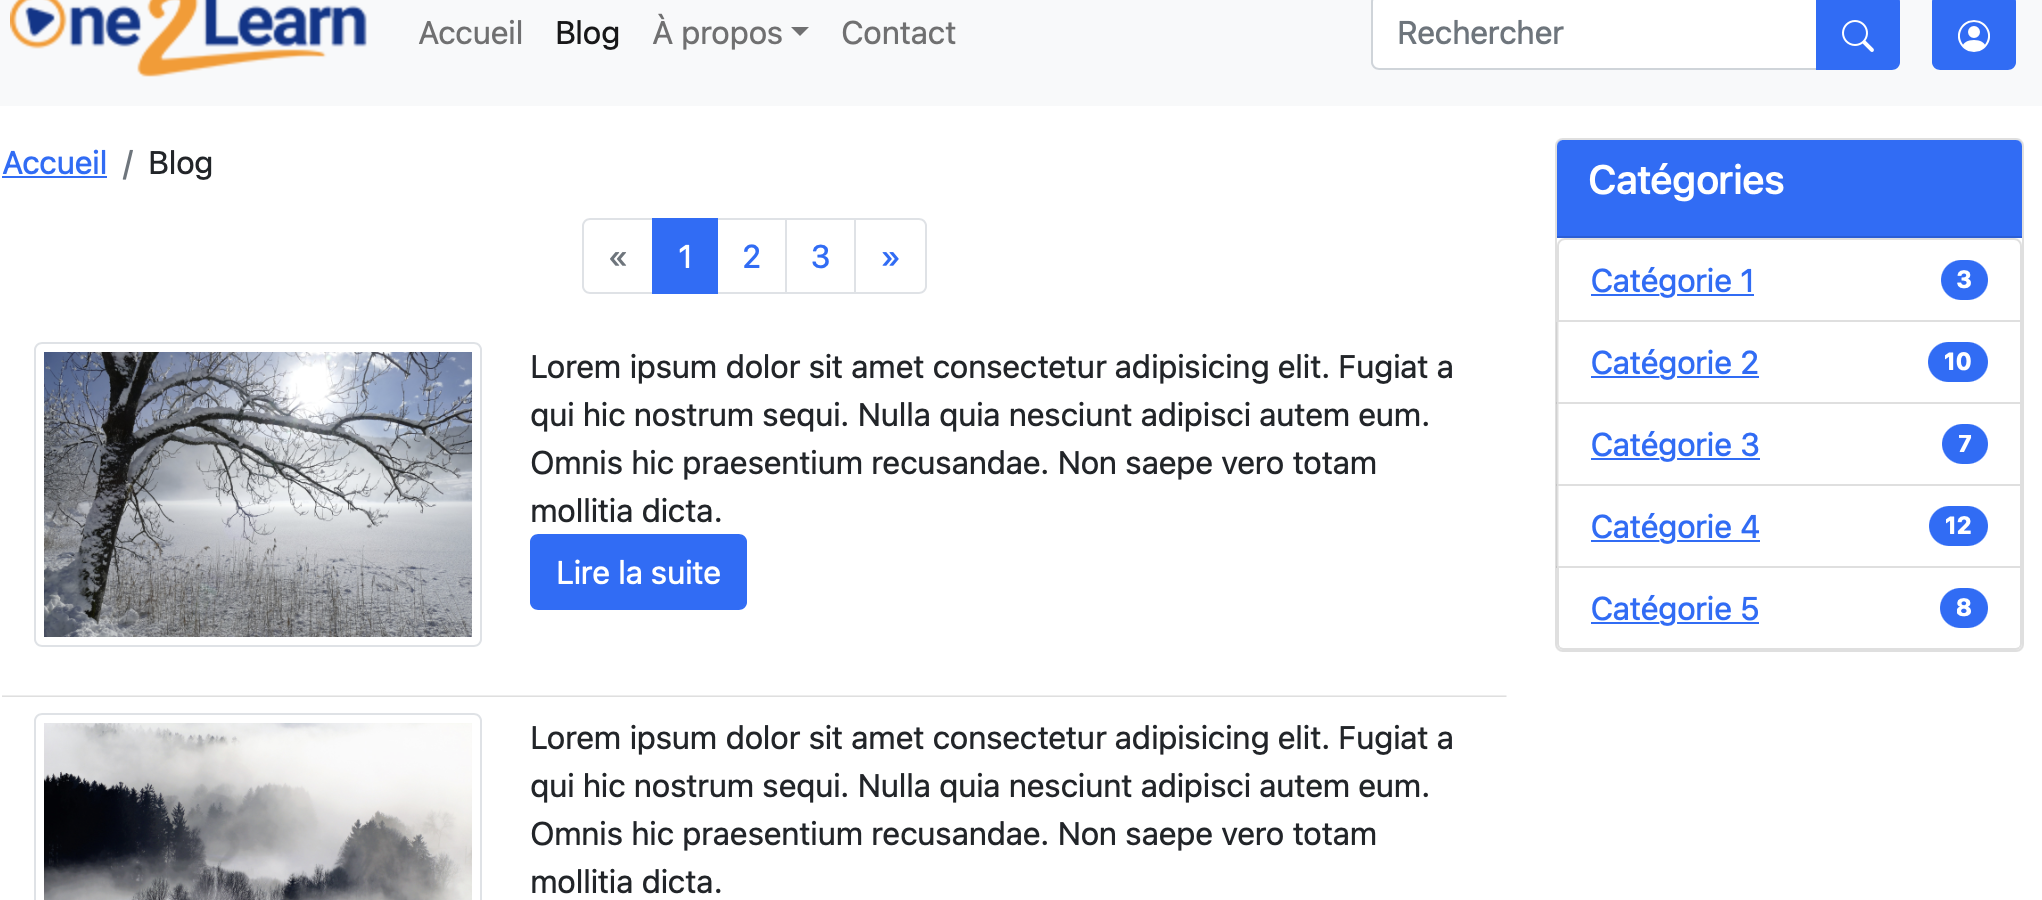 One2Learn
Accueil Blog À propos Contact
Rechercher
Accueil / Blog
« 1 2 3 »
Lorem ipsum dolor sit amet consectetur adipisicing elit. Fugiat a
qui hic nostrum sequi. Nulla quia nesciunt adipisci autem eum.
Omnis hic praesentium recusandae. Non saepe vero totam
mollitia dicta.
Lire la suite
Lorem ipsum dolor sit amet consectetur adipisicing elit. Fugiat a
qui hic nostrum sequi. Nulla quia nesciunt adipisci autem eum.
Omnis hic praesentium recusandae. Non saepe vero totam
mollitia dicta.
Catégories
Catégorie 1 3
Catégorie 2 10
Catégorie 3 7
Catégorie 4 12
Catégorie 5 8